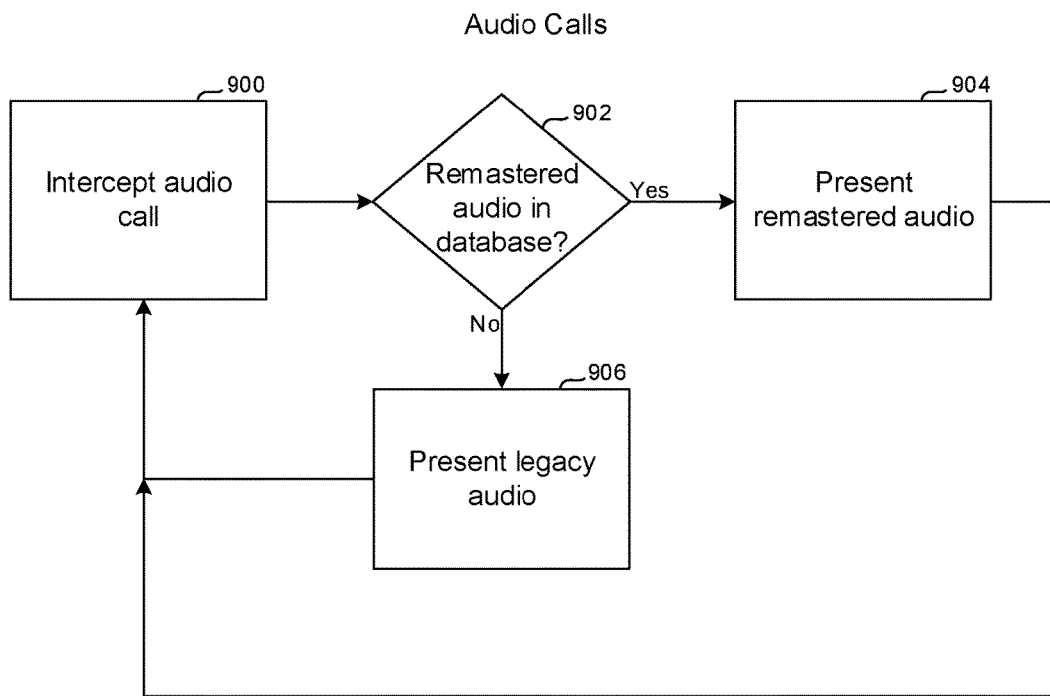 Audio Calls
900
902
904
Intercept audio
call
Remastered
audio in
database?
Yes
Present
remastered audio
No
906
Present legacy
audio